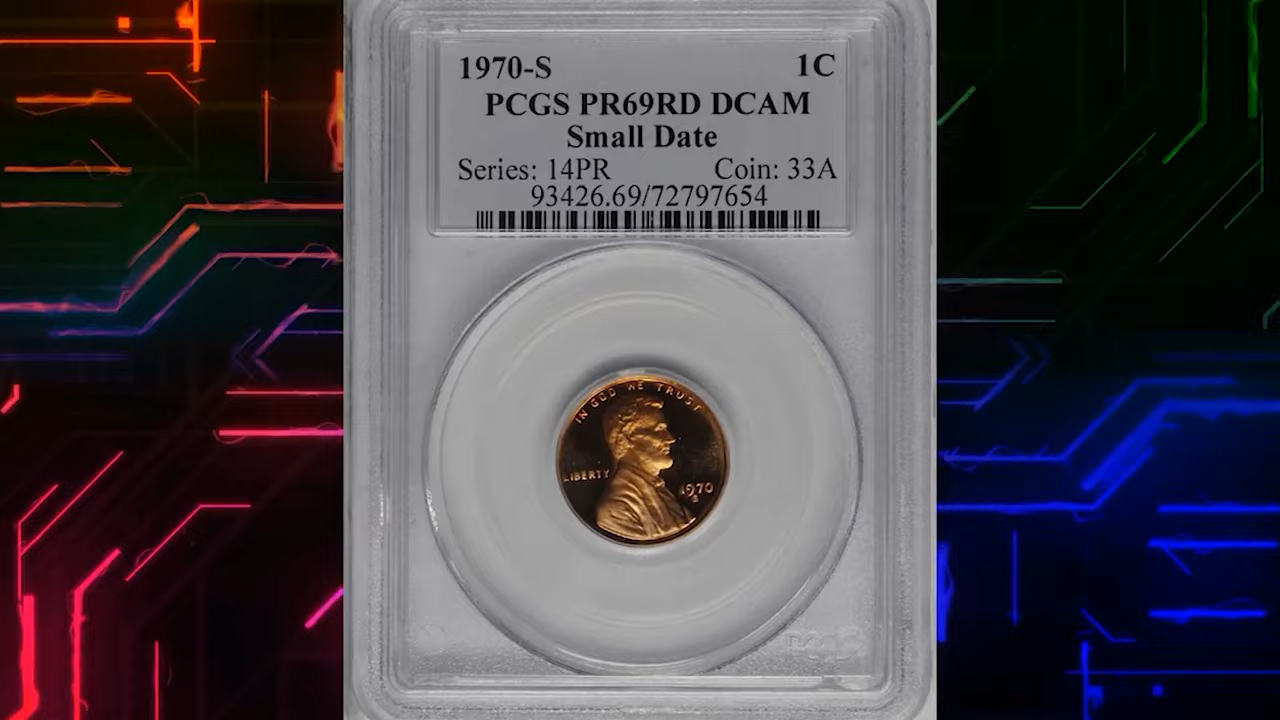 1970-S 1C
PCGS PR69RD DCAM
Small Date
Series: 14PR Coin: 33A
93426.69/72797654
IN GOD WE TRUST
LIBERTY
1970
S